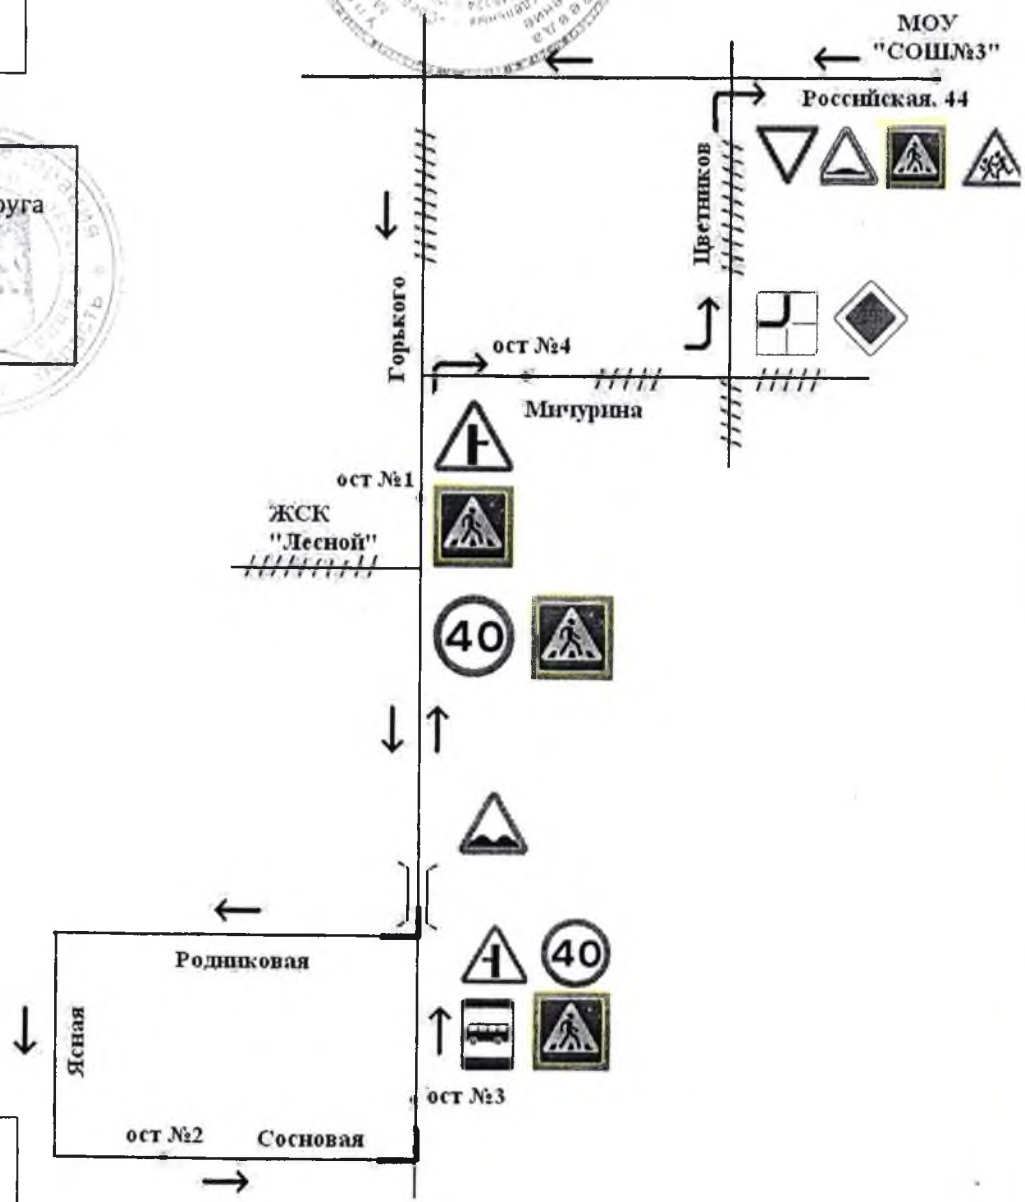 МОУ
"СОШ№3"
Российская. 44
руга
Цветников
Горького
ост №4
Мичурина
ост №1
ЖСК
"Лесной"
40
Родниковая
40
Ясная
ост №3
ост №2
Сосновая